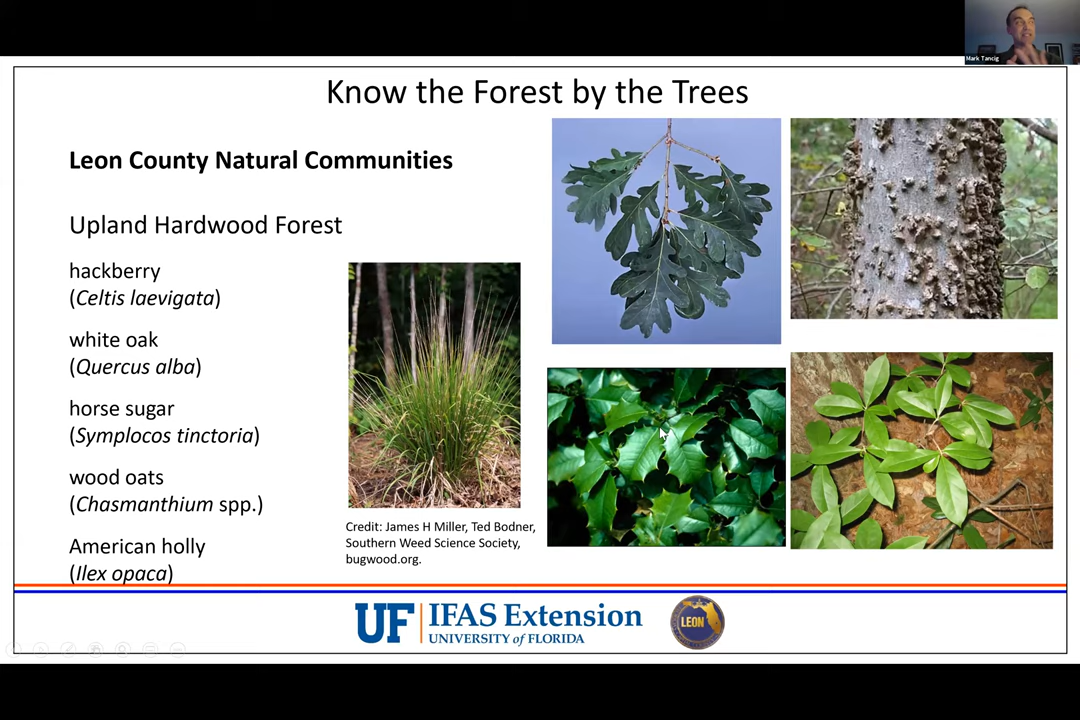 Mark Tancig
Know the Forest by the Trees
Leon County Natural Communities
Upland Hardwood Forest
hackberry
(Celtis laevigata)
white oak
(Quercus alba)
horse sugar
(Symplocos tinctoria)
wood oats
(Chasmanthium spp.)
American holly
(Ilex opaca)
Credit: James H Miller, Ted Bodner,
Southern Weed Science Society,
bugwood.org.
UF IFAS Extension
UNIVERSITY of FLORIDA
LEON